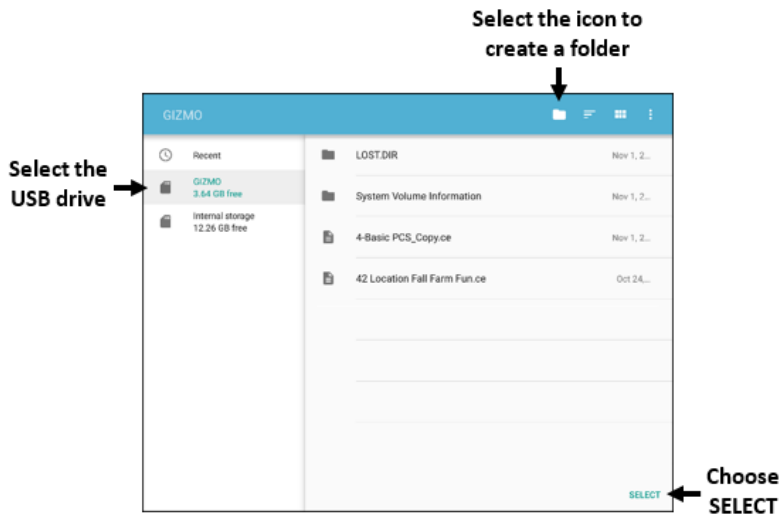 Select the icon to
create a folder
GIZMO
Select the
USB drive
Recent
GIZMO
3.64 GB free
Internal storage
12.26 GB free
LOST.DIR Nov 1, 2...
System Volume Information Nov 1, 2...
4-Basic PCS_Copy.ce Nov 1, 2...
42 Location Fall Farm Fun.ce Oct 24,...
SELECT
Choose
SELECT